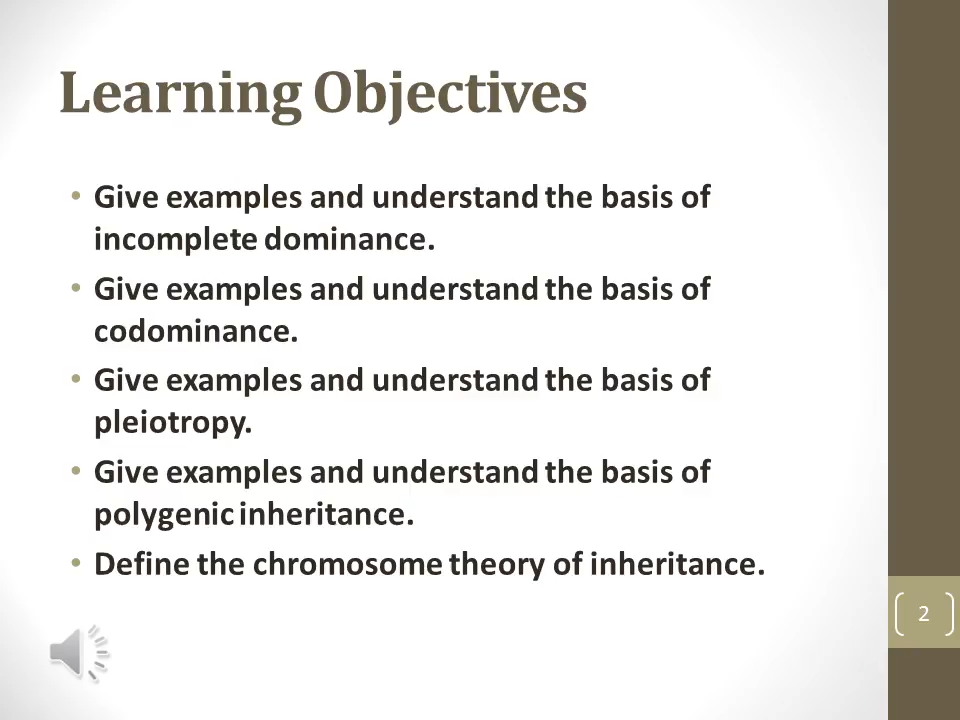 Learning Objectives
• Give examples and understand the basis of
incomplete dominance.
• Give examples and understand the basis of
codominance.
• Give examples and understand the basis of
pleiotropy.
• Give examples and understand the basis of
polygenic inheritance.
• Define the chromosome theory of inheritance.
2